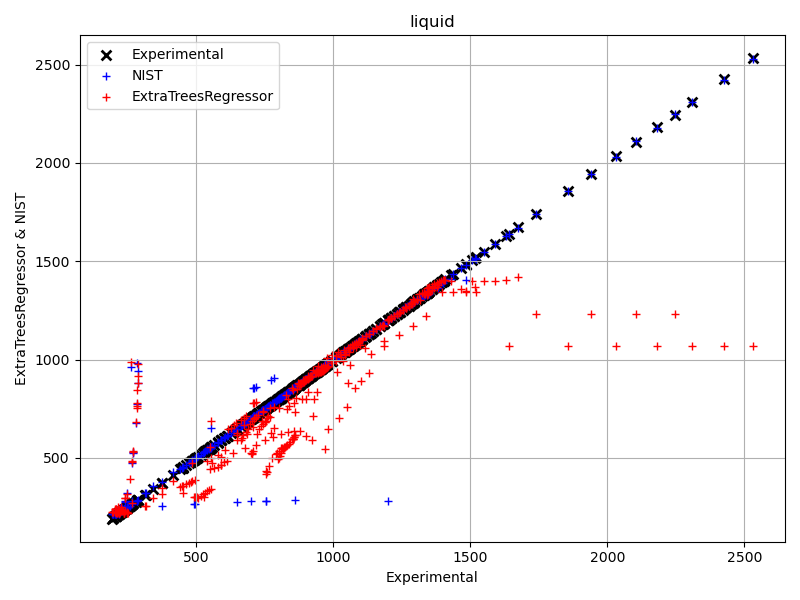 liquid
Experimental
NIST
ExtraTreesRegressor
2500
2000
1500
1000
500
ExtraTreesRegressor & NIST
500 1000 1500 2000 2500
Experimental